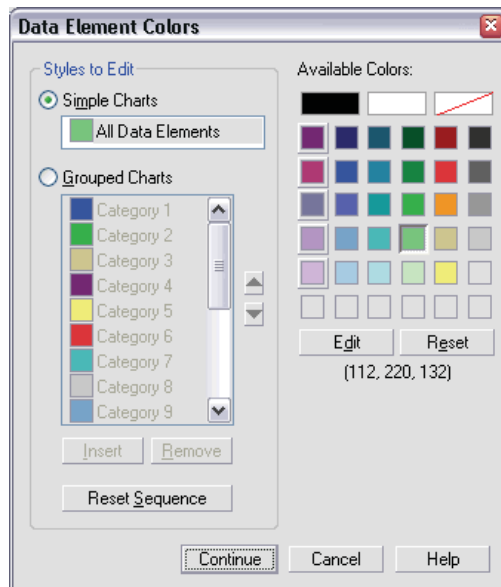 Data Element Colors
Styles to Edit
Simple Charts
All Data Elements
Grouped Charts
Category 1
Category 2
Category 3
Category 4
Category 5
Category 6
Category 7
Category 8
Category 9
Insert Remove
Reset Sequence
Available Colors:
Edit Reset
(112, 220, 132)
Continue Cancel Help